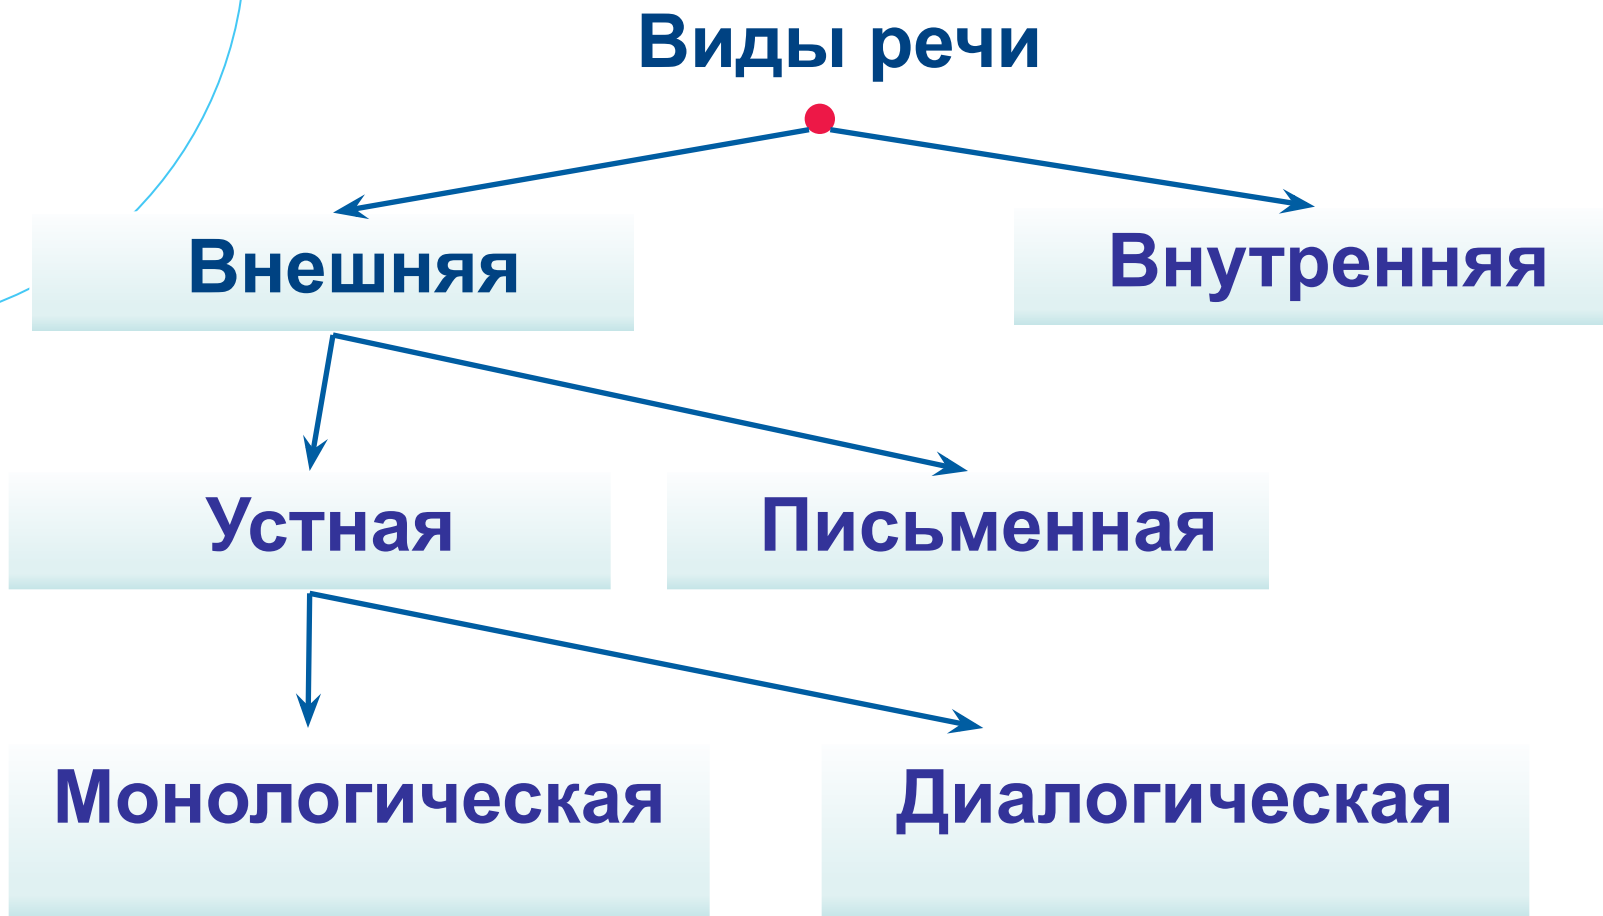 Виды речи
Внешняя
Внутренняя
Устная
Письменная
Монологическая
Диалогическая